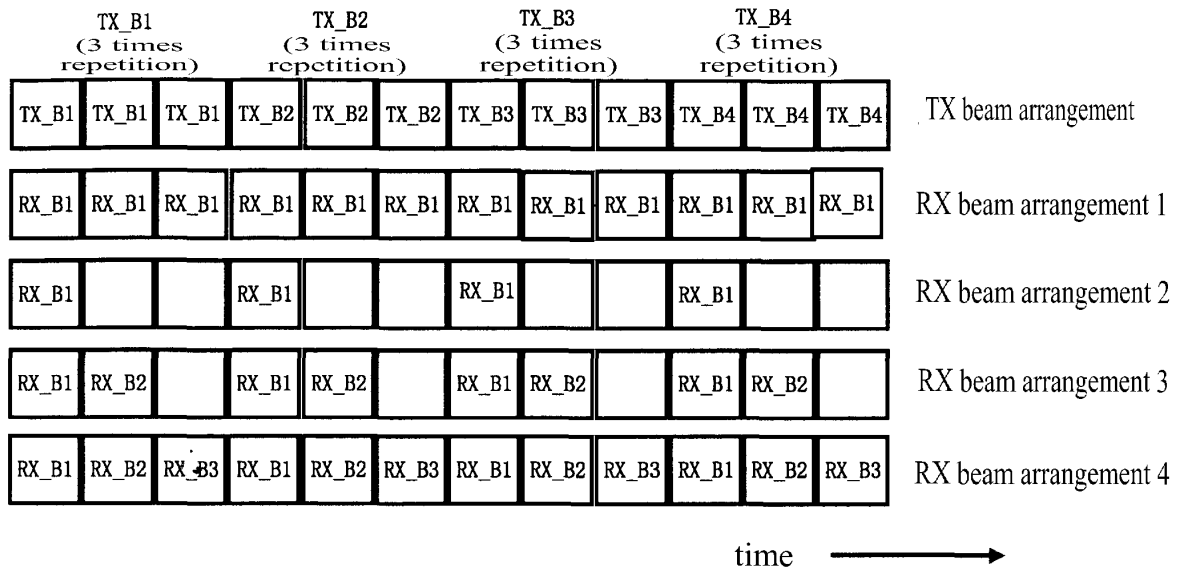 TX_B1 TX_B2 TX_B3 TX_B4
(3 times (3 times (3 times (3 times
repetition) repetition) repetition) repetition)
TX_B1 TX_B1 TX_B1 TX_B2 TX_B2 TX_B2 TX_B3 TX_B3 TX_B3 TX_B4 TX_B4 TX_B4 TX beam arrangement
RX_B1 RX_B1 RX_B1 RX_B1 RX_B1 RX_B1 RX_B1 RX_B1 RX_B1 RX_B1 RX_B1 RX_B1 RX beam arrangement 1
RX_B1 RX_B1 RX_B1 RX_B1 RX beam arrangement 2
RX_B1 RX_B2 RX_B1 RX_B2 RX_B1 RX_B2 RX_B1 RX_B2 RX beam arrangement 3
RX_B1 RX_B2 RX_B3 RX_B1 RX_B2 RX_B3 RX_B1 RX_B2 RX_B3 RX_B1 RX_B2 RX_B3 RX beam arrangement 4
time